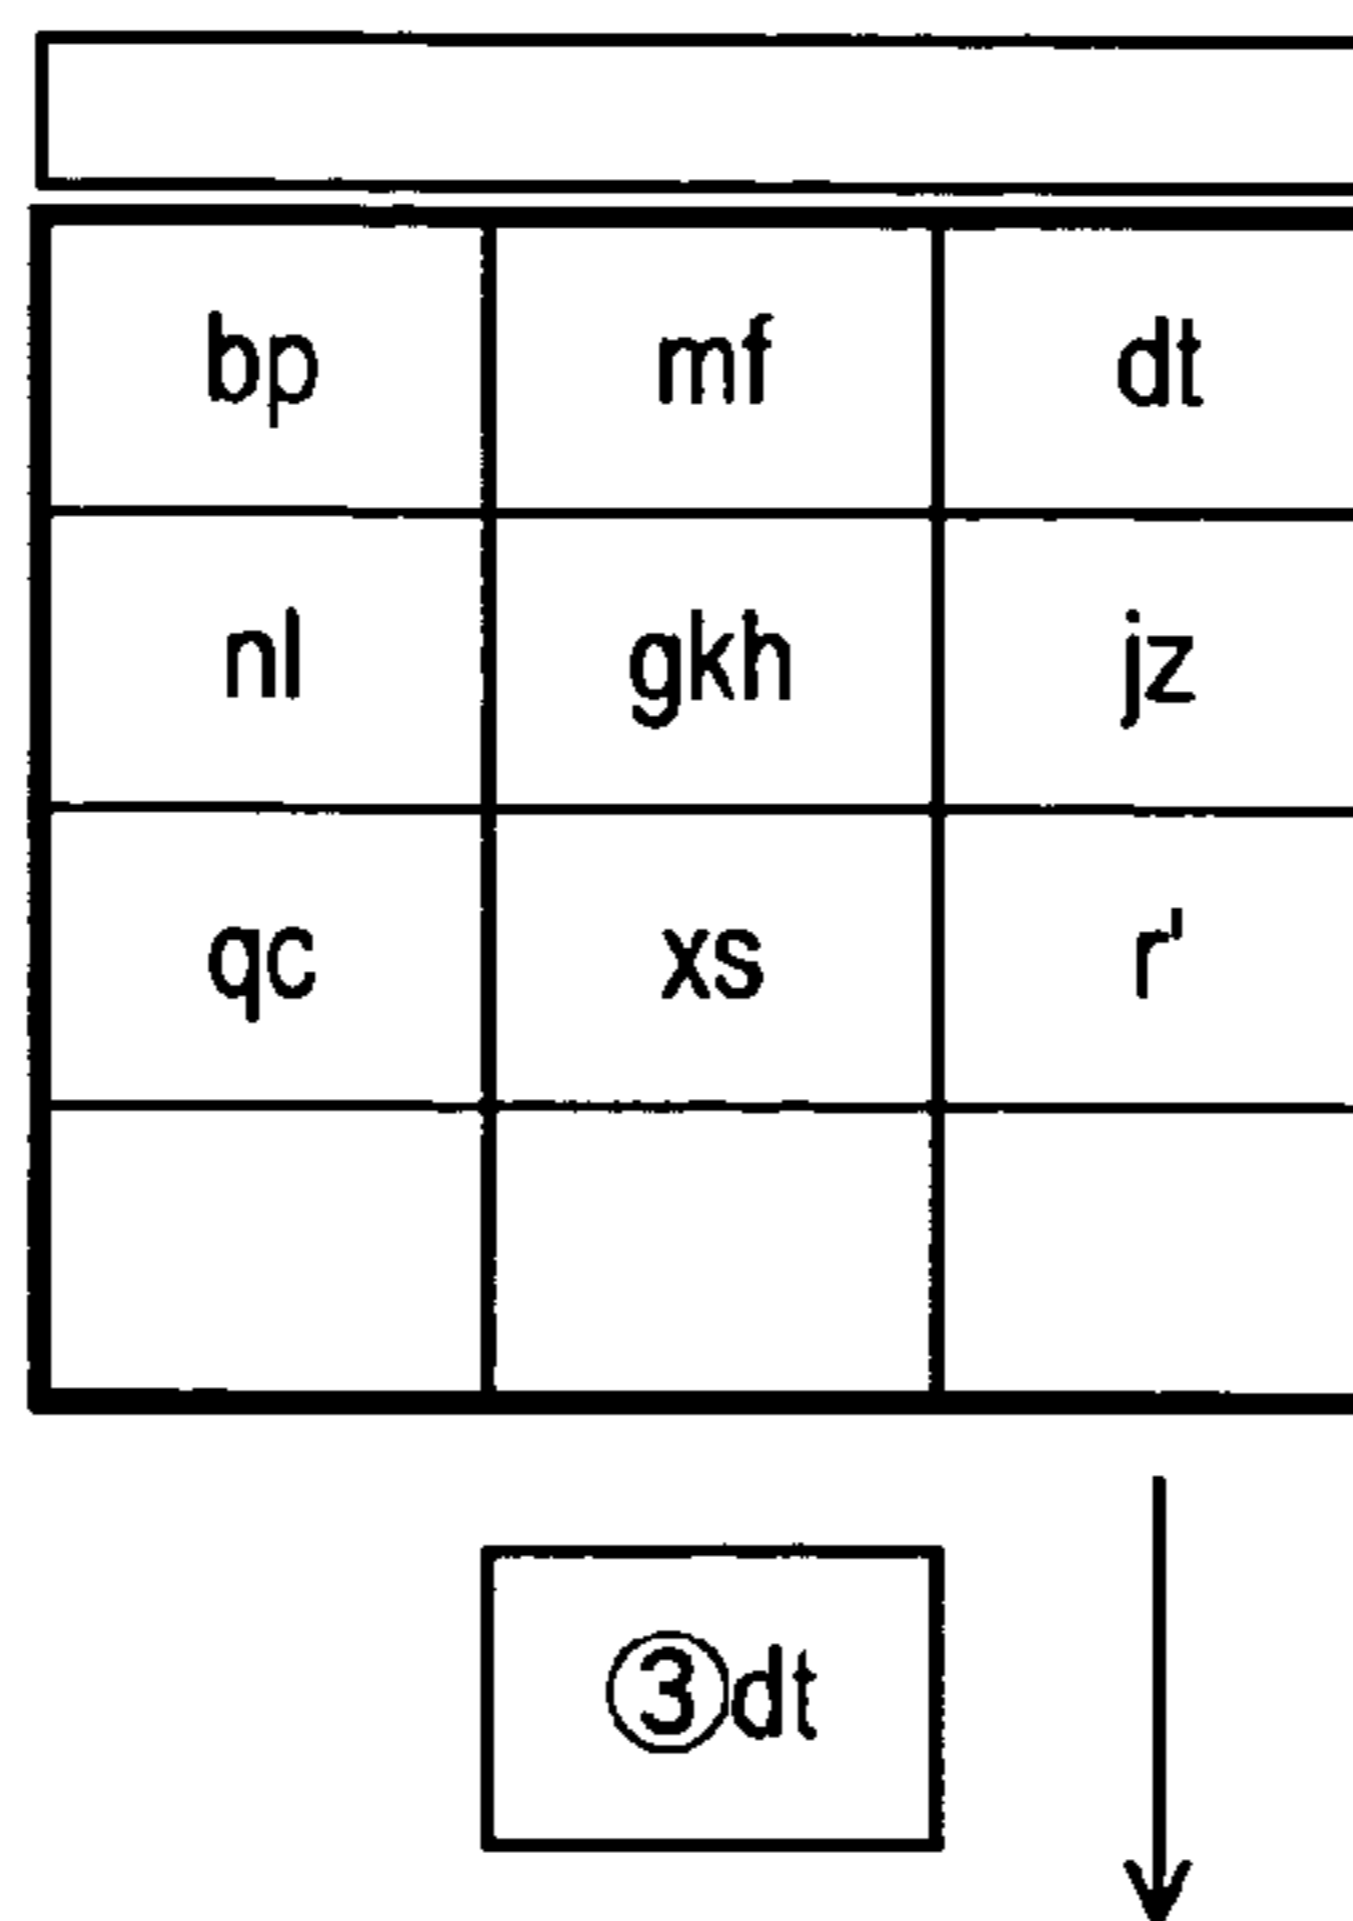 bp mf dt
nl gkh jz
qc xs r'
③dt